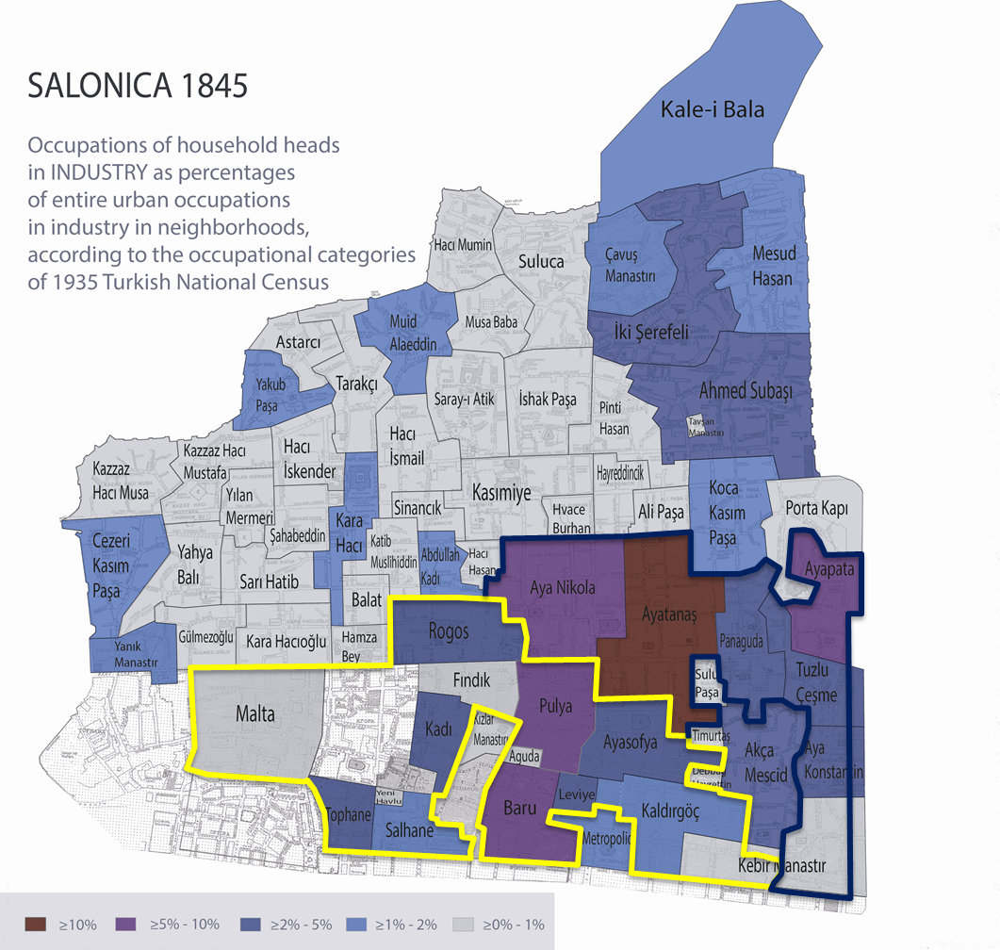 SALONICA 1845
Occupations of household heads
in INDUSTRY as percentages
of entire urban occupations
in industry in neighborhoods,
according to the occupational categories
of 1935 Turkish National Census
Kale-i Bala
Hacı Mumin
Suluca
Çavuş
Manastırı
Mesud
Hasan
Muid
Alaeddin
Musa Baba
İki Şerefeli
Astarcı
Yakub
Paşa
Tarakçı
Saray-ı Atik
İshak Paşa
Pinti
Hasan
Ahmed Subaşı
Tavşan
Manastırı
Kazzaz
Hacı Musa
Kazzaz Hacı
Mustafa
Hacı
İskender
Hacı
İsmail
Kasımiye
Hayreddincik
Koca
Kasım
Paşa
Porta Kapı
Yılan
Mermeri
Sinancık
Hvace
Burhan
Ali Paşa
Cezeri
Kasım
Paşa
Yahya
Balı
Şahabeddin
Kara
Hacı
Katib
Muslihiddin
Abdullah
Kadı
Hacı
Hasan
Sarı Hatib
Balat
Aya Nikola
Ayatanaş
Ayapata
Yanık
Manastır
Gülmezoğlu
Kara Hacıoğlu
Hamza
Bey
Rogos
Panaguda
Malta
Fındık
Pulya
Sulu
Paşa
Tuzlu
Çeşme
Kadı
Kızlar
Manastırı
Aguda
Ayasofya
Timurtaş
Akça
Mescid
Aya
Konstantin
Debbağ
Hayrettin
Tophane
Yeni
Havlu
Salhane
Baru
Leviye
Metropolid
Kaldırgöç
Kebir Manastır
≥10%
≥5% - 10%
≥2% - 5%
≥1% - 2%
≥0% - 1%